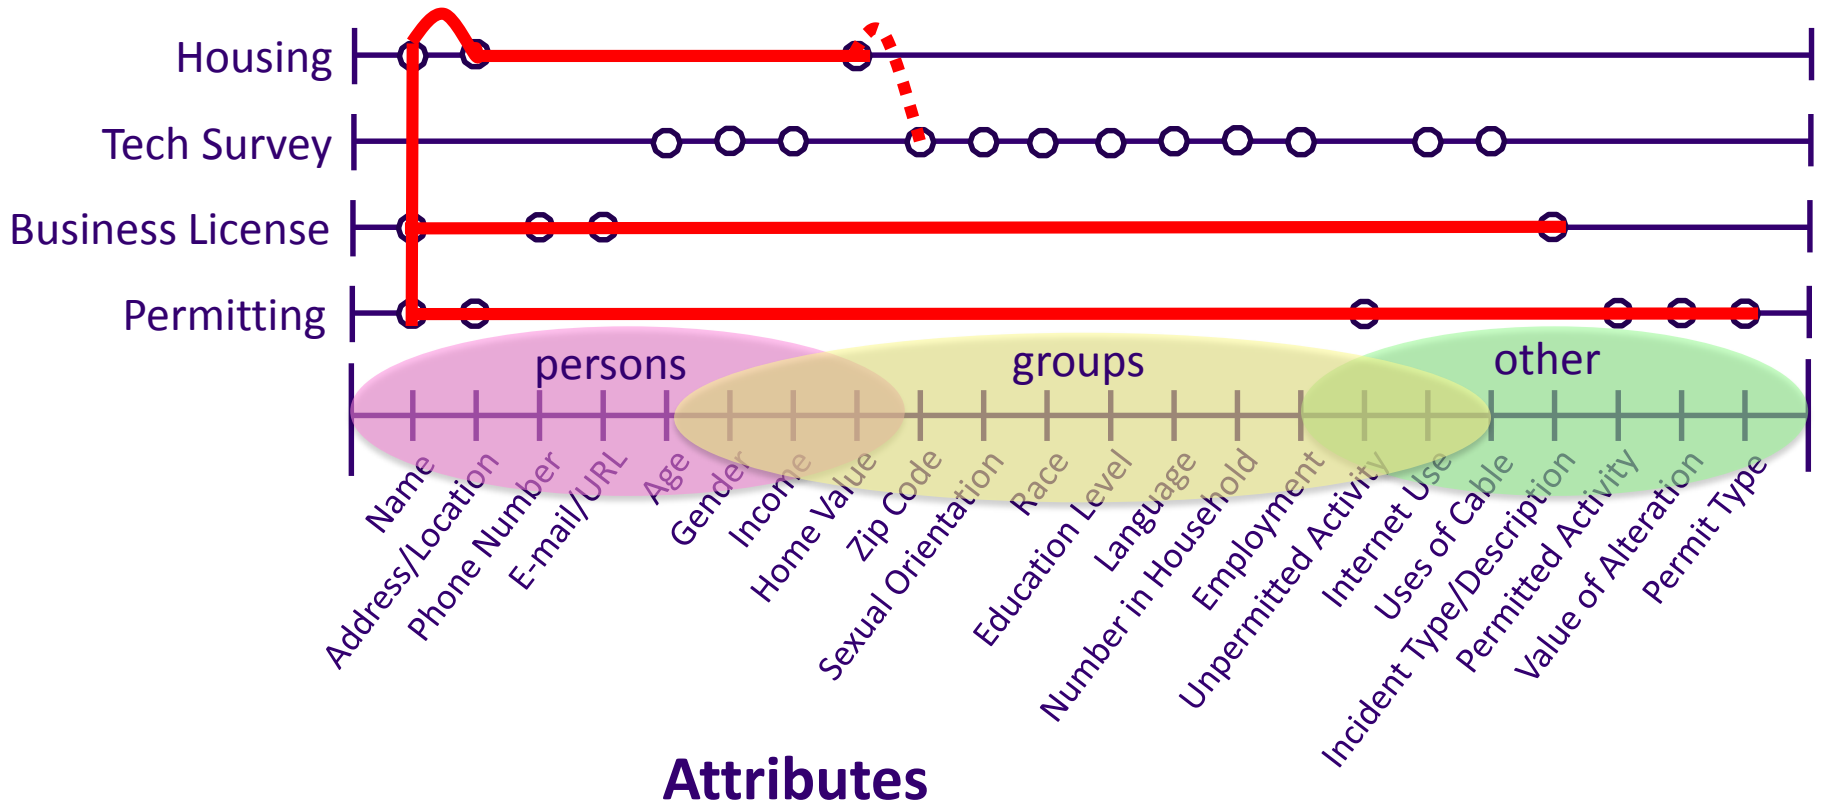 Housing
Tech Survey
Business License
Permitting
persons
groups
other
Name
Address/Location
Phone Number
E-mail/URL
Age
Gender
Income
Home Value
Zip Code
Sexual Orientation
Race
Education Level
Language
Number in Household
Employment
Unpermitted Activity
Internet Use
Uses of Cable
Incident Type/Description
Permitted Activity
Value of Alteration
Permit Type
Attributes